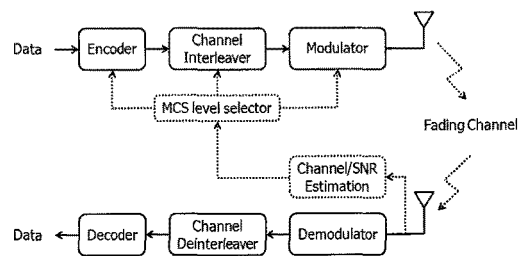 Data
Encoder
Channel
Interleaver
Modulator
MCS level selector
Fading Channel
Channel/SNR
Estimation
Data
Decoder
Channel
Deinterleaver
Demodulator